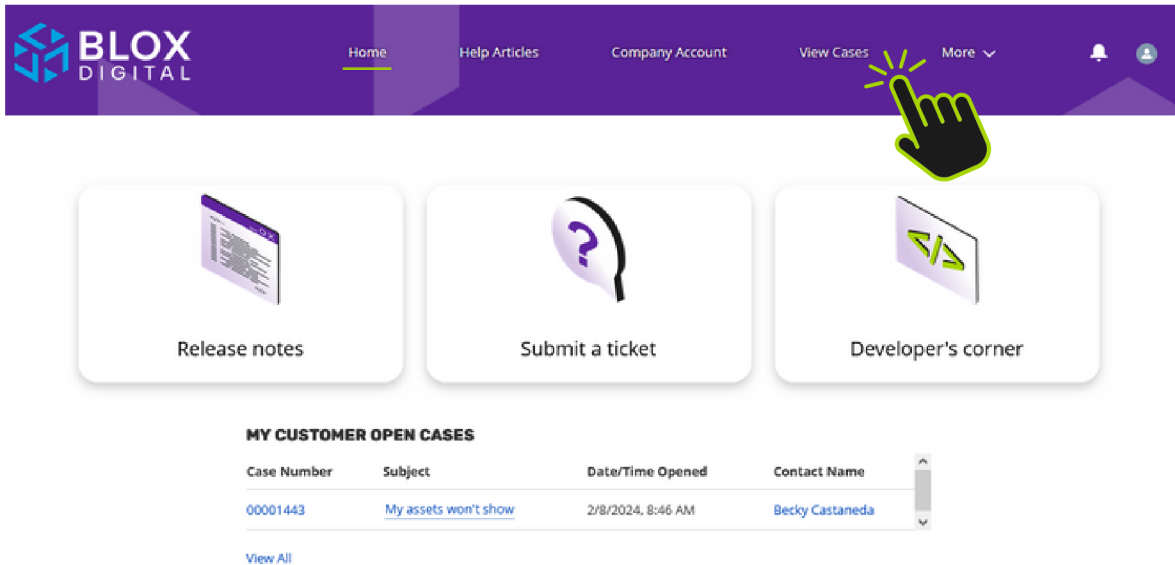 BLOX
DIGITAL
Home Help Articles Company Account View Cases More
Release notes Submit a ticket Developer's corner
MY CUSTOMER OPEN CASES
Case Number Subject Date/Time Opened Contact Name
00001443 My assets won't show 2/8/2024, 8:46 AM Becky Castaneda
View All